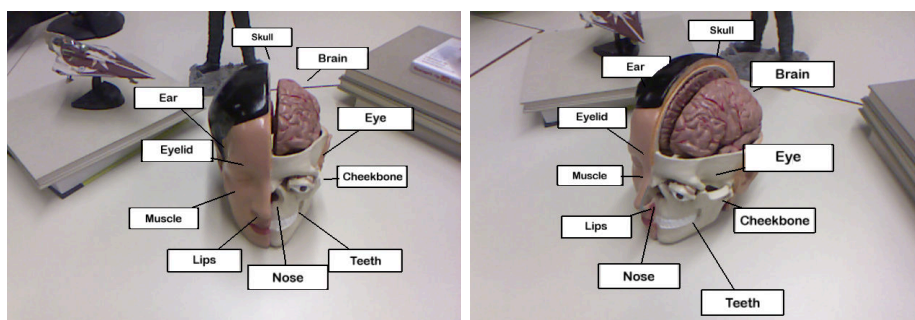 Skull
Brain
Ear
Eye
Eyelid
Cheekbone
Muscle
Lips
Nose
Teeth
Skull
Ear
Brain
Eyelid
Eye
Muscle
Lips
Cheekbone
Nose
Teeth